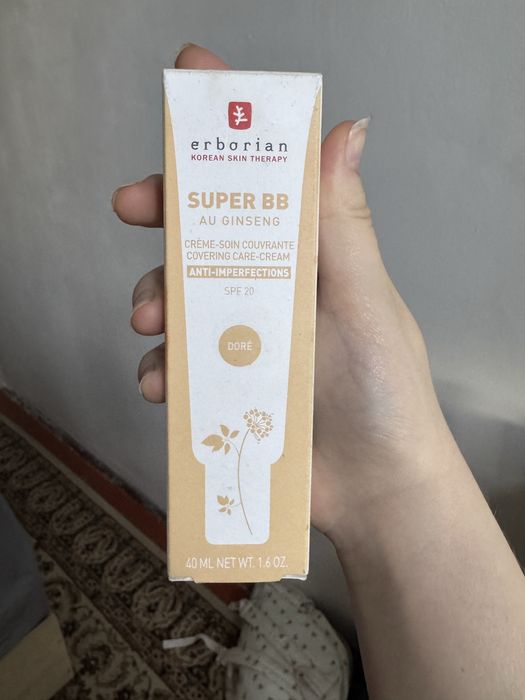 erborian
KOREAN SKIN THERAPY
SUPER BB
AU GINSENG
CRÈME-SOIN COUVRANTE
COVERING CARE-CREAM
ANTI-IMPERFECTIONS
SPF 20
DORÉ
40 ML NET WT. 1.6 OZ.